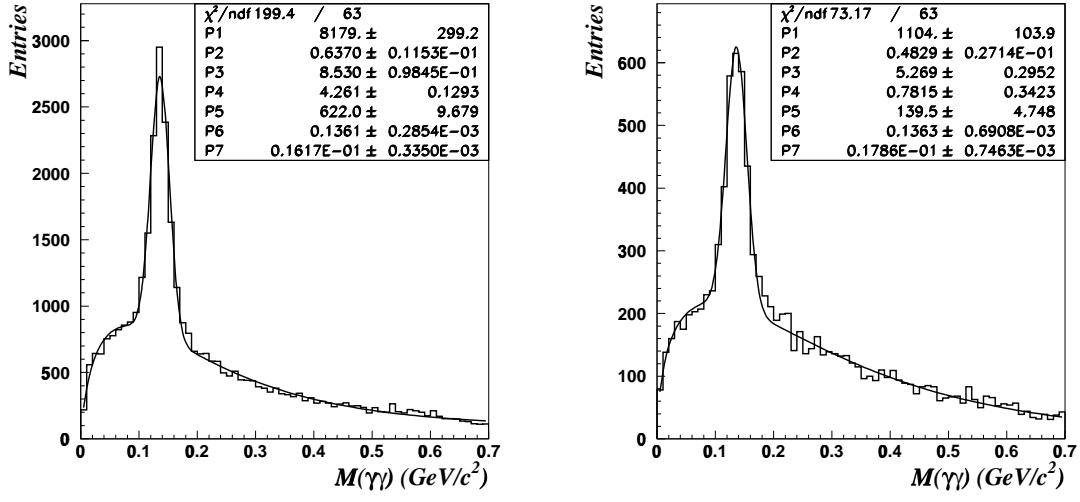 Entries
χ²/ndf 199.4 / 63
P1 8179. ± 299.2
P2 0.6370 ± 0.1153E-01
P3 8.530 ± 0.9845E-01
P4 4.261 ± 0.1293
P5 622.0 ± 9.679
P6 0.1361 ± 0.2854E-03
P7 0.1617E-01 ± 0.3350E-03
3000
2500
2000
1500
1000
500
0
0 0.1 0.2 0.3 0.4 0.5 0.6 0.7
M(γγ) (GeV/c²)
Entries
χ²/ndf 73.17 / 63
P1 1104. ± 103.9
P2 0.4829 ± 0.2714E-01
P3 5.269 ± 0.2952
P4 0.7815 ± 0.3423
P5 139.5 ± 4.748
P6 0.1363 ± 0.6908E-03
P7 0.1786E-01 ± 0.7463E-03
600
500
400
300
200
100
0
0 0.1 0.2 0.3 0.4 0.5 0.6 0.7
M(γγ) (GeV/c²)